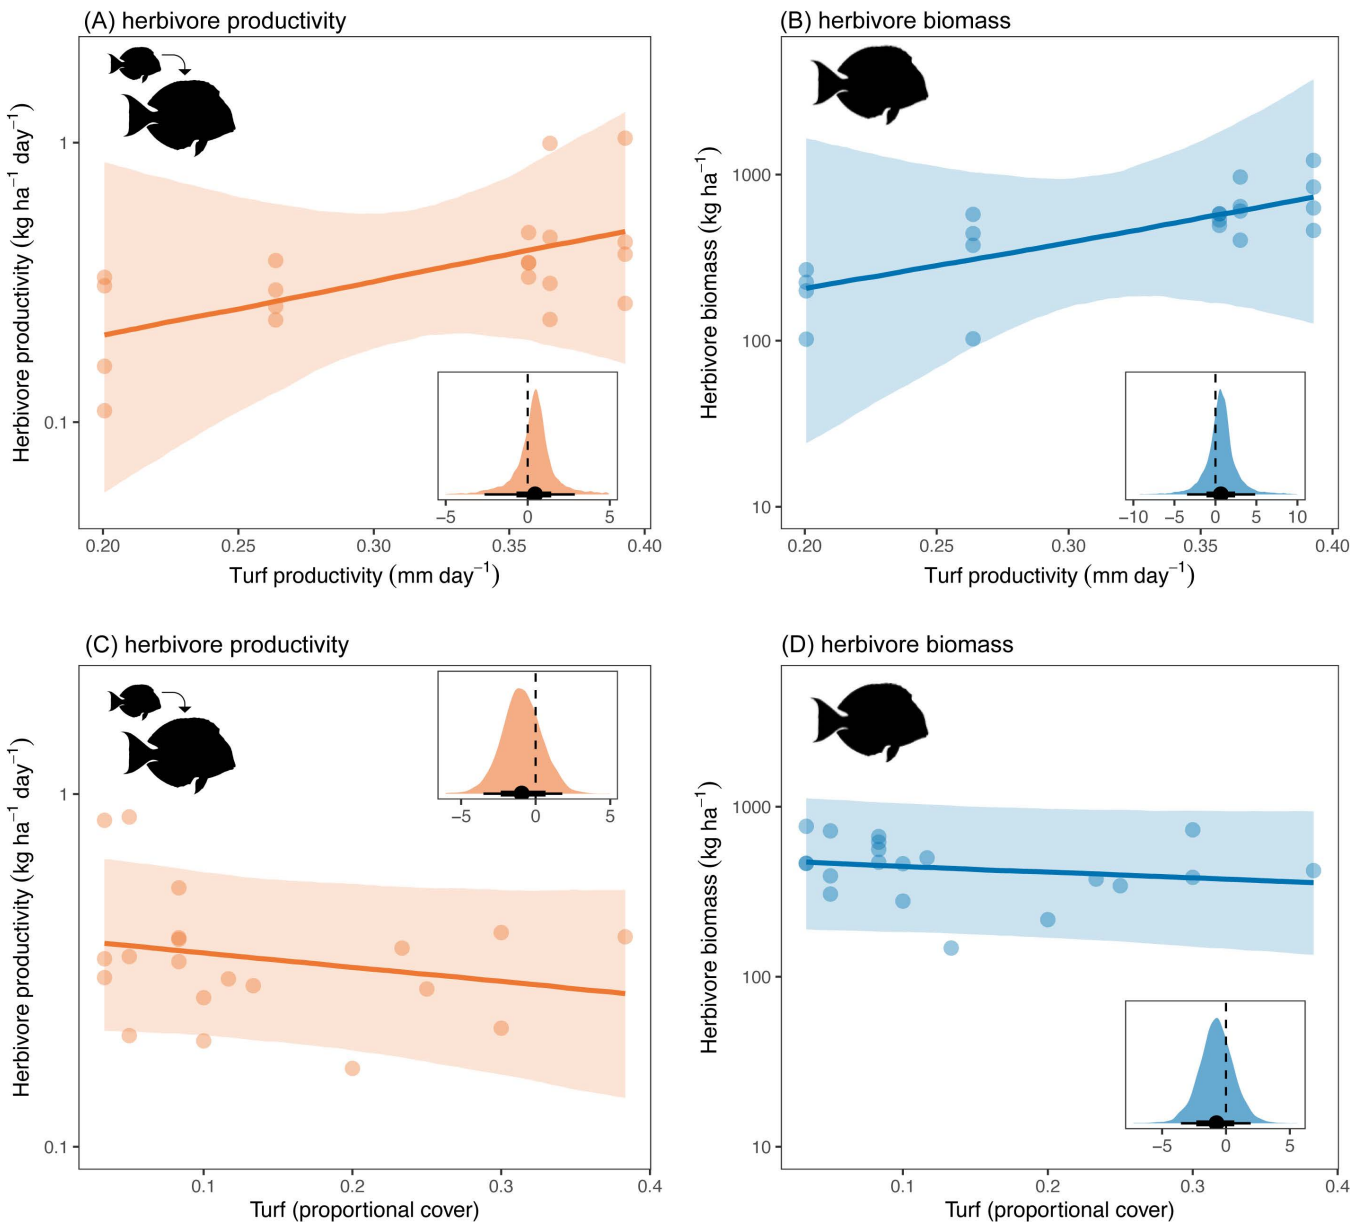 (A) herbivore productivity
Herbivore productivity (kg ha⁻¹ day⁻¹)
1
0.1
−5 0 5
0.20 0.25 0.30 0.35 0.40
Turf productivity (mm day⁻¹)
(B) herbivore biomass
Herbivore biomass (kg ha⁻¹)
1000
100
10
−10 −5 0 5 10
0.20 0.25 0.30 0.35 0.40
Turf productivity (mm day⁻¹)
(C) herbivore productivity
Herbivore productivity (kg ha⁻¹ day⁻¹)
1
0.1
−5 0 5
0.1 0.2 0.3 0.4
Turf (proportional cover)
(D) herbivore biomass
Herbivore biomass (kg ha⁻¹)
1000
100
10
−5 0 5
0.1 0.2 0.3 0.4
Turf (proportional cover)